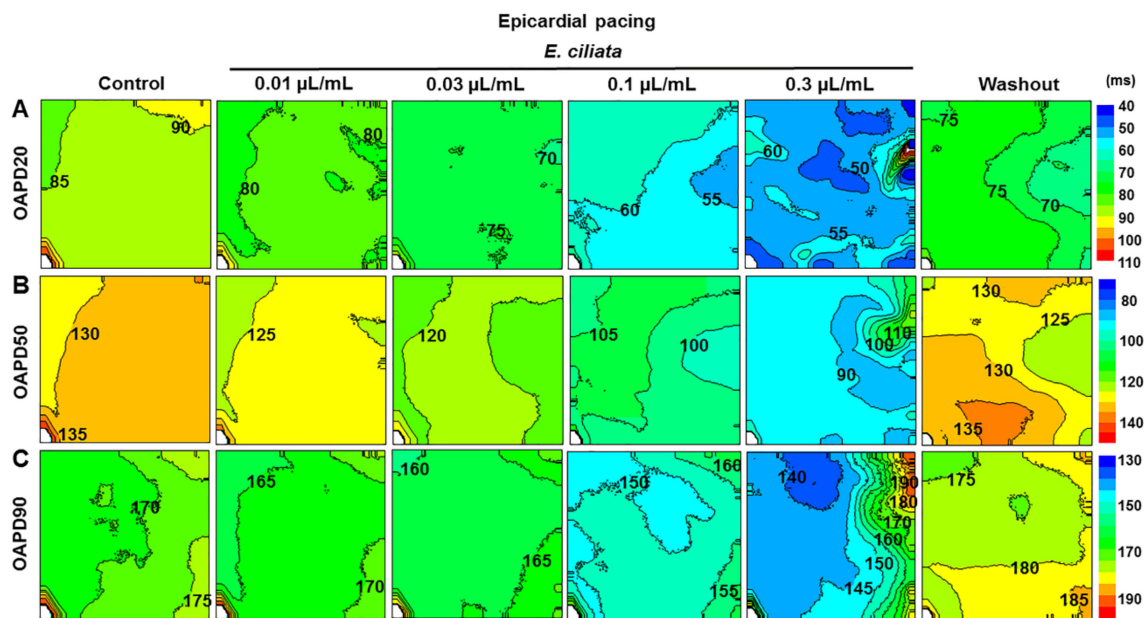 Epicardial pacing
E. ciliata
Control 0.01 µL/mL 0.03 µL/mL 0.1 µL/mL 0.3 µL/mL Washout (ms)
A OAPD20
85 90
80 80
70 75
60 55
60 50 55
75 75 70
40
50
60
70
80
90
100
110
B OAPD50
130 135
125
120
105 100
110 100 90
130 125 130 135
80
100
120
130
140
150
C OAPD90
170 175
165 170
160 165
150 160 155
140 190 180 170 160 150 145
175 180 185
130
150
170
190